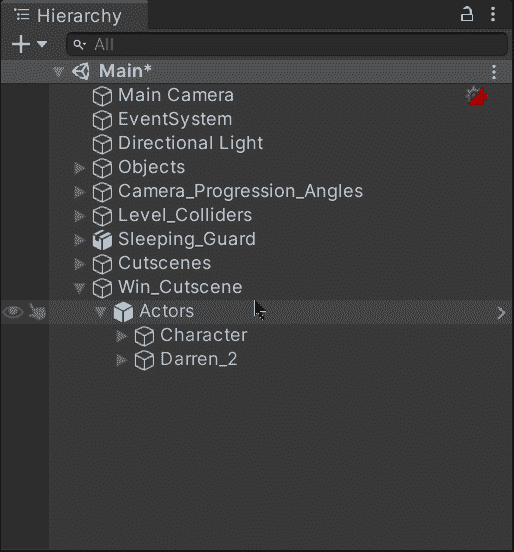 Hierarchy
All
Main*
Main Camera
EventSystem
Directional Light
Objects
Camera_Progression_Angles
Level_Colliders
Sleeping_Guard
Cutscenes
Win_Cutscene
Actors
Character
Darren_2